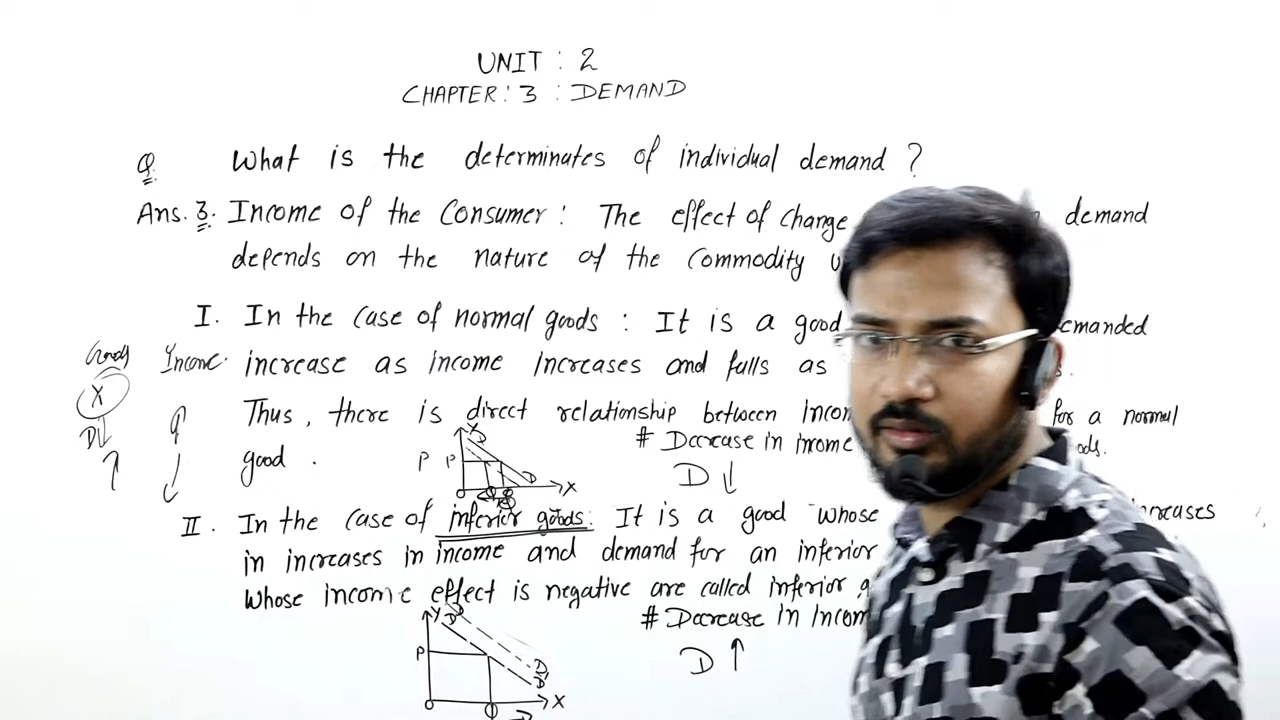 UNIT : 2
CHAPTER : 3 : DEMAND
Q. What is the determinates of individual demand ?
Ans. 3. Income of the Consumer : The effect of change demand
depends on the nature of the commodity
I. In the case of normal goods : It is a good demanded
Goods Income increase as income increases and falls as
X
D↓ ↑
Thus, there is direct relationship between for a normal
# Decrease in income
good .
Y D
P P
D
O X
D ↓
II. In the case of inferior goods : It is a good whose increases
in increases in income and demand for an inferior
whose income effect is negative are called inferior
# Decrease in Incom
Y D D'
P
D D'
O Q X
D ↑